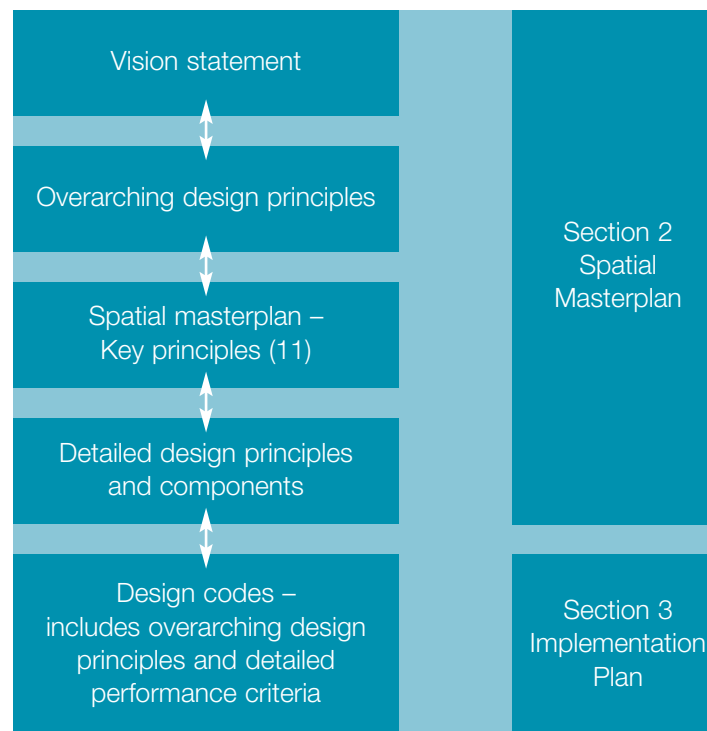 Vision statement
Overarching design principles
Spatial masterplan –
Key principles (11)
Detailed design principles
and components
Design codes –
includes overarching design
principles and detailed
performance criteria
Section 2
Spatial
Masterplan
Section 3
Implementation
Plan